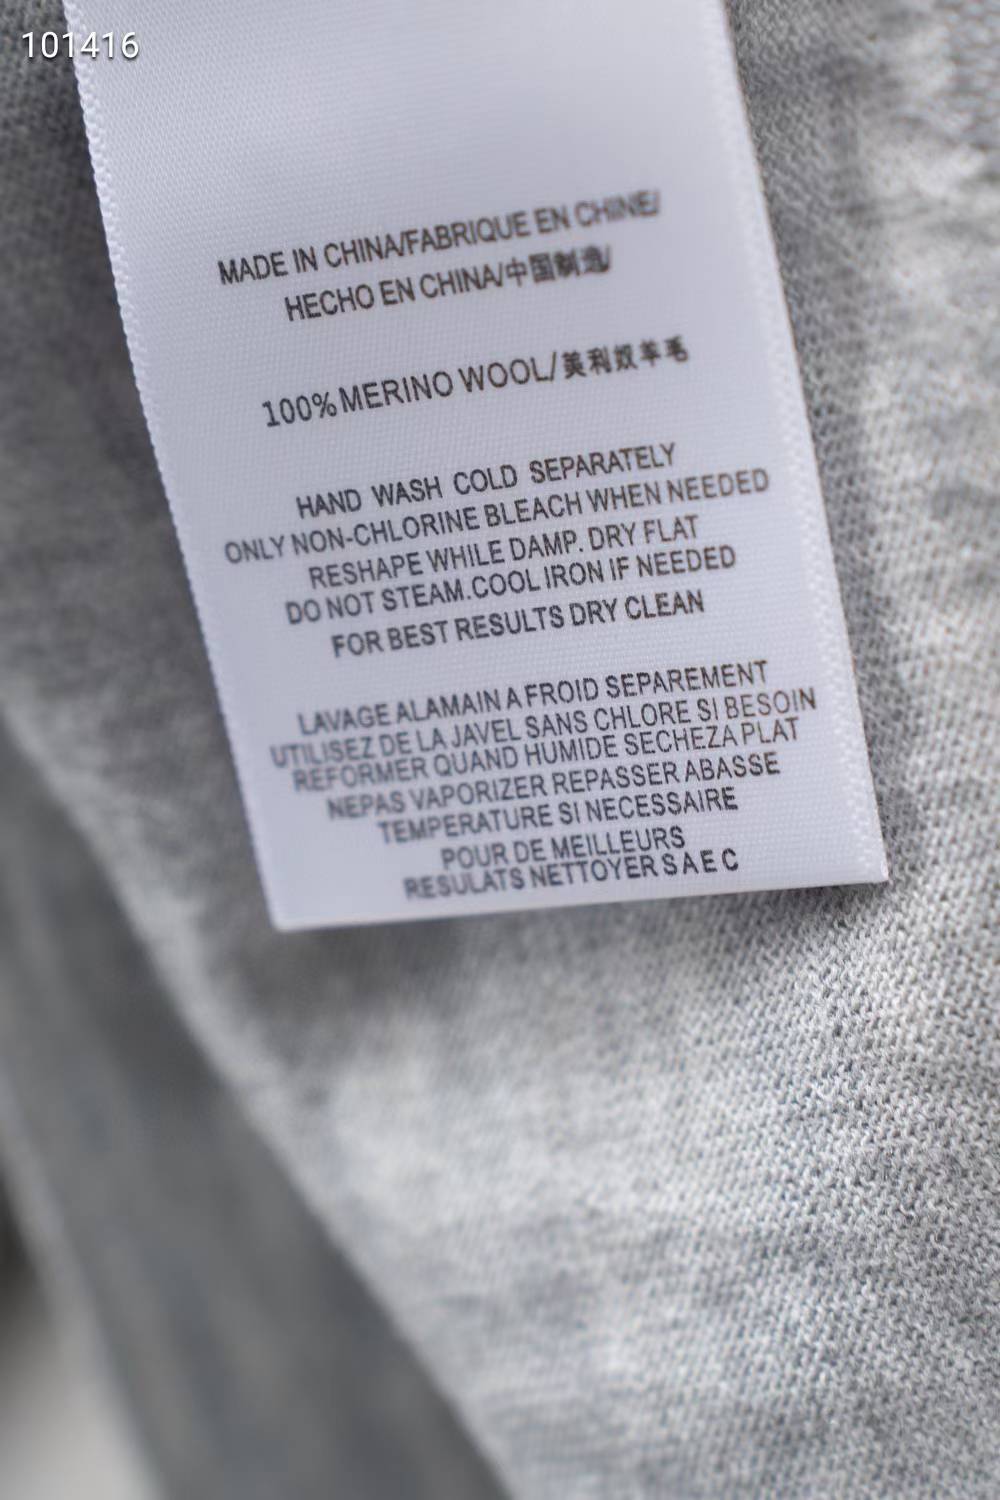 101416
MADE IN CHINA/FABRIQUE EN CHINE/
HECHO EN CHINA/中国制造/
100% MERINO WOOL/美利奴羊毛
HAND WASH COLD SEPARATELY
ONLY NON-CHLORINE BLEACH WHEN NEEDED
RESHAPE WHILE DAMP. DRY FLAT
DO NOT STEAM.COOL IRON IF NEEDED
FOR BEST RESULTS DRY CLEAN
LAVAGE ALAMAIN A FROID SEPAREMENT
UTILISEZ DE LA JAVEL SANS CHLORE SI BESOIN
REFORMER QUAND HUMIDE SECHEZA PLAT
NEPAS VAPORIZER REPASSER ABASSE
TEMPERATURE SI NECESSAIRE
POUR DE MEILLEURS
RESULATS NETTOYER S A E C